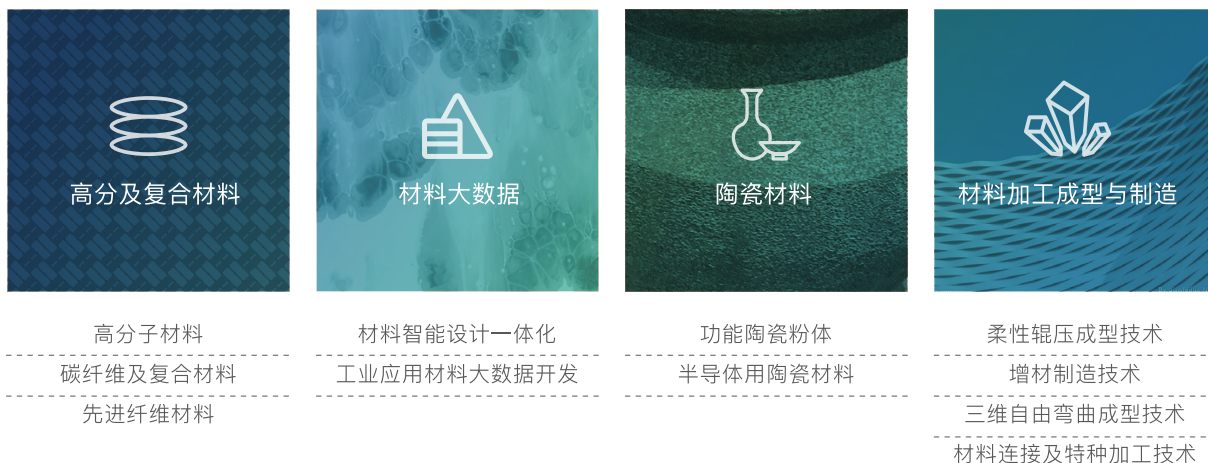 高分及复合材料
材料大数据
陶瓷材料
材料加工成型与制造
高分子材料
碳纤维及复合材料
先进纤维材料
材料智能设计一体化
工业应用材料大数据开发
功能陶瓷粉体
半导体用陶瓷材料
柔性辊压成型技术
增材制造技术
三维自由弯曲成型技术
材料连接及特种加工技术